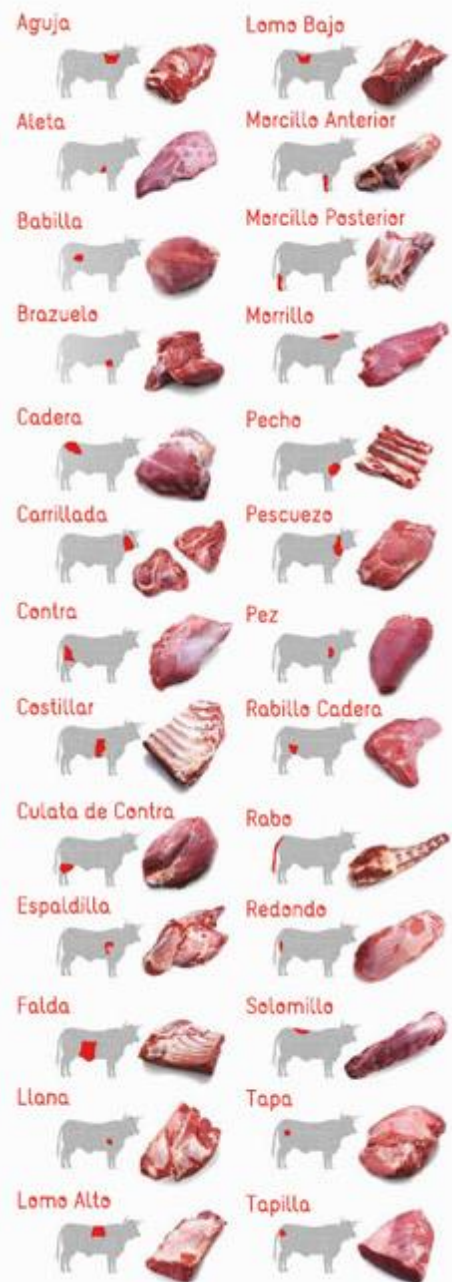 Aguja
Lomo Bajo
Aleta
Morcillo Anterior
Babilla
Morcillo Posterior
Brazuelo
Morrillo
Cadera
Pecho
Carrillada
Pescuezo
Contra
Pez
Costillar
Rabillo Cadera
Culata de Contra
Rabo
Espaldilla
Redondo
Falda
Solomillo
Llana
Tapa
Lomo Alto
Tapilla